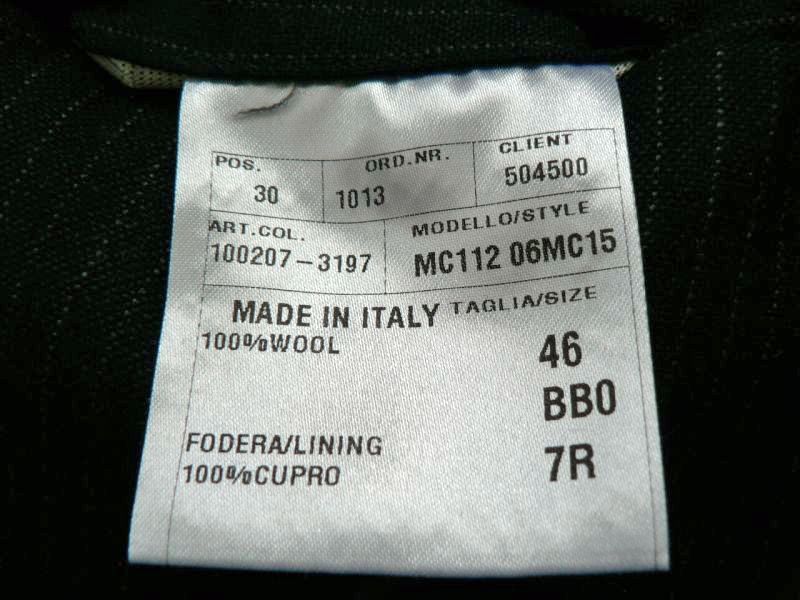 POS. ORD.NR. CLIENT
30 1013 504500
ART.COL. MODELLO/STYLE
100207-3197 MC112 06MC15
MADE IN ITALY TAGLIA/SIZE
100%WOOL 46
BB0
FODERA/LINING 7R
100%CUPRO